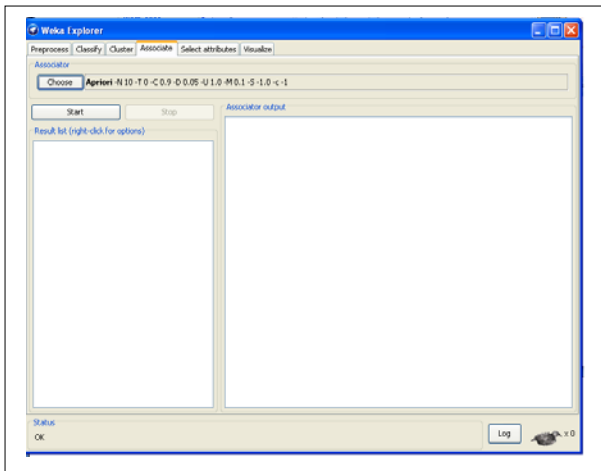 Weka Explorer
Preprocess Classify Cluster Associate Select attributes Visualize
Associator
Choose Apriori -N 10 -T 0 -C 0.9 -D 0.05 -U 1.0 -M 0.1 -S -1.0 -c -1
Start Stop
Associator output
Result list (right-click for options)
Status
OK
Log x 0